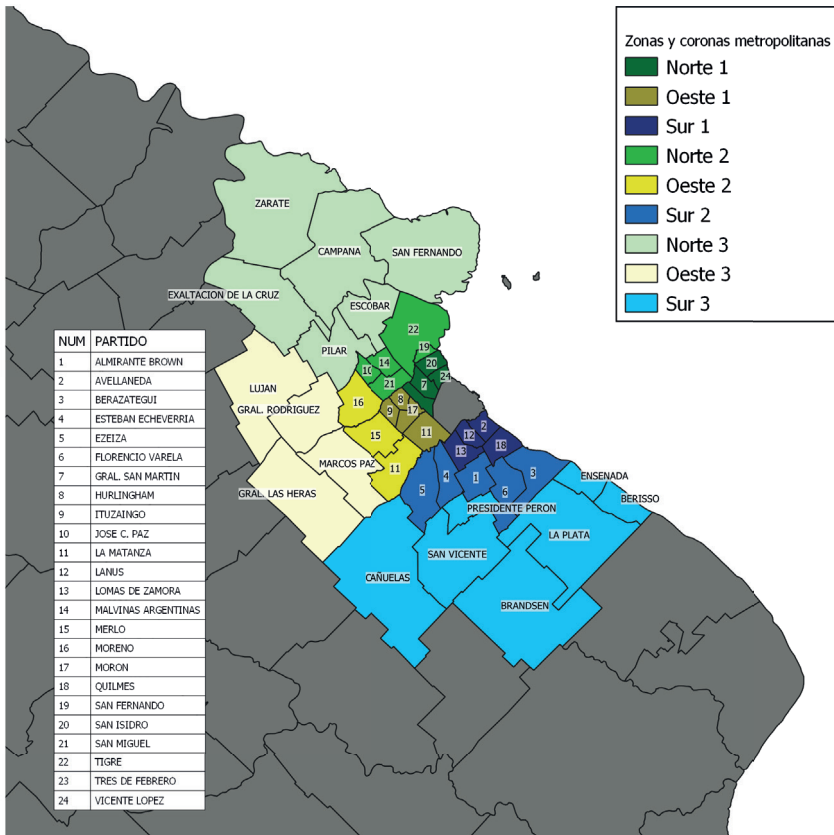 Zonas y coronas metropolitanas
Norte 1
Oeste 1
Sur 1
Norte 2
Oeste 2
Sur 2
Norte 3
Oeste 3
Sur 3
ZARATE
CAMPANA
SAN FERNANDO
EXALTACION DE LA CRUZ
ESCOBAR
22
19
PILAR
14
20
10
24
21
7
LUJAN
16
8
GRAL. RODRIGUEZ
9
17
15
11
2
12
18
13
MARCOS PAZ
11
GRAL. LAS HERAS
5
4
1
3
6
ENSENADA
BERISSO
PRESIDENTE PERON
LA PLATA
SAN VICENTE
CAÑUELAS
BRANDSEN
NUM PARTIDO
1 ALMIRANTE BROWN
2 AVELLANEDA
3 BERAZATEGUI
4 ESTEBAN ECHEVERRIA
5 EZEIZA
6 FLORENCIO VARELA
7 GRAL. SAN MARTIN
8 HURLINGHAM
9 ITUZAINGO
10 JOSE C. PAZ
11 LA MATANZA
12 LANUS
13 LOMAS DE ZAMORA
14 MALVINAS ARGENTINAS
15 MERLO
16 MORENO
17 MORON
18 QUILMES
19 SAN FERNANDO
20 SAN ISIDRO
21 SAN MIGUEL
22 TIGRE
23 TRES DE FEBRERO
24 VICENTE LOPEZ